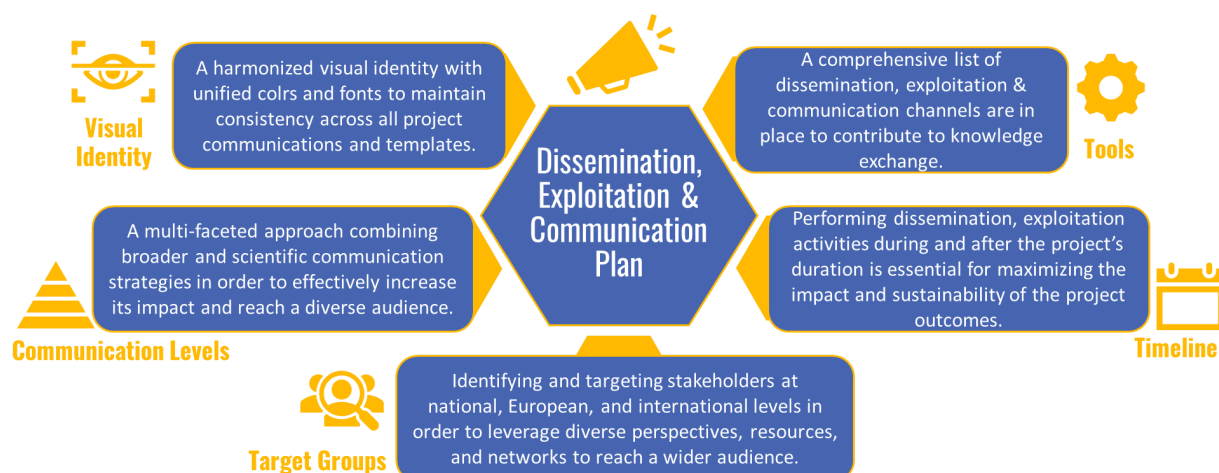 Visual
Identity
A harmonized visual identity with
unified colrs and fonts to maintain
consistency across all project
communications and templates.
A comprehensive list of
dissemination, exploitation &
communication channels are in
place to contribute to knowledge
exchange.
Tools
Dissemination,
Exploitation &
Communication
Plan
A multi-faceted approach combining
broader and scientific communication
strategies in order to effectively increase
its impact and reach a diverse audience.
Communication Levels
Performing dissemination, exploitation
activities during and after the project’s
duration is essential for maximizing the
impact and sustainability of the project
outcomes.
Timeline
Identifying and targeting stakeholders at
national, European, and international levels in
order to leverage diverse perspectives, resources,
and networks to reach a wider audience.
Target Groups